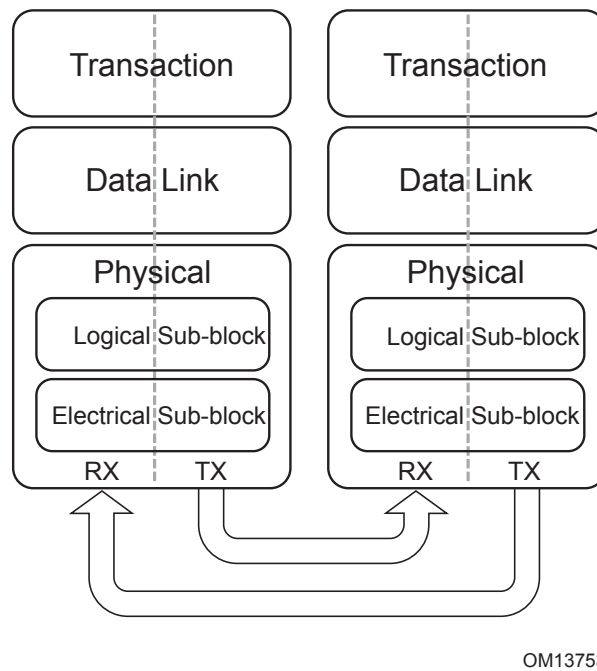 Transaction
Transaction
Data Link
Data Link
Physical
Physical
Logical Sub-block
Logical Sub-block
Electrical Sub-block
Electrical Sub-block
RX TX
RX TX